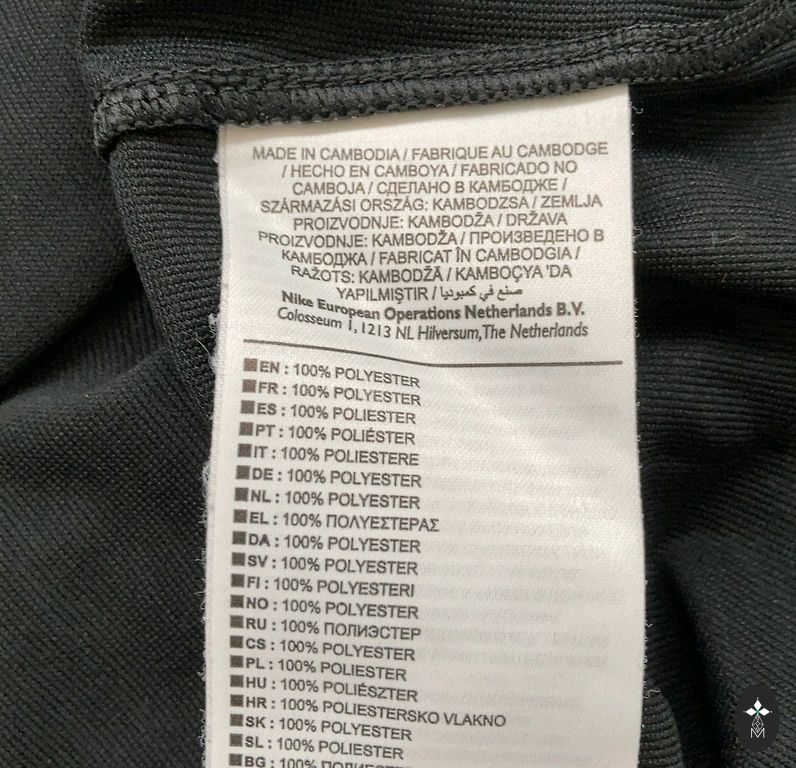 MADE IN CAMBODIA / FABRIQUE AU CAMBODGE
/ HECHO EN CAMBOYA / FABRICADO NO
CAMBOJA / СДЕЛАНО В КАМБОДЖЕ /
SZÁRMAZÁSI ORSZÁG: KAMBODZSA / ZEMLJA
PROIZVODNJE: KAMBODŽA / DRŽAVA
PROIZVODNJE: KAMBODŽA / ПРОИЗВЕДЕНО В
КАМБОДЖА / FABRICAT ÎN CAMBODGIA /
RAŽOTS: KAMBODŽĀ / KAMBOÇYA 'DA
YAPILMIŞTIR / صنع في كمبوديا
Nike European Operations Netherlands B.V.
Colosseum 1, 1213 NL Hilversum, The Netherlands
EN : 100% POLYESTER
FR : 100% POLYESTER
ES : 100% POLIESTER
PT : 100% POLIÉSTER
IT : 100% POLIESTERE
DE : 100% POLYESTER
NL : 100% POLYESTER
EL : 100% ΠΟΛΥΕΣΤΕΡΑΣ
DA : 100% POLYESTER
SV : 100% POLYESTER
FI : 100% POLYESTERI
NO : 100% POLYESTER
RU : 100% ПОЛИЭСТЕР
CS : 100% POLYESTER
PL : 100% POLIESTER
HU : 100% POLIÉSZTER
HR : 100% POLIESTERSKO VLAKNO
SK : 100% POLYESTER
SL : 100% POLIESTER
BG : 100%